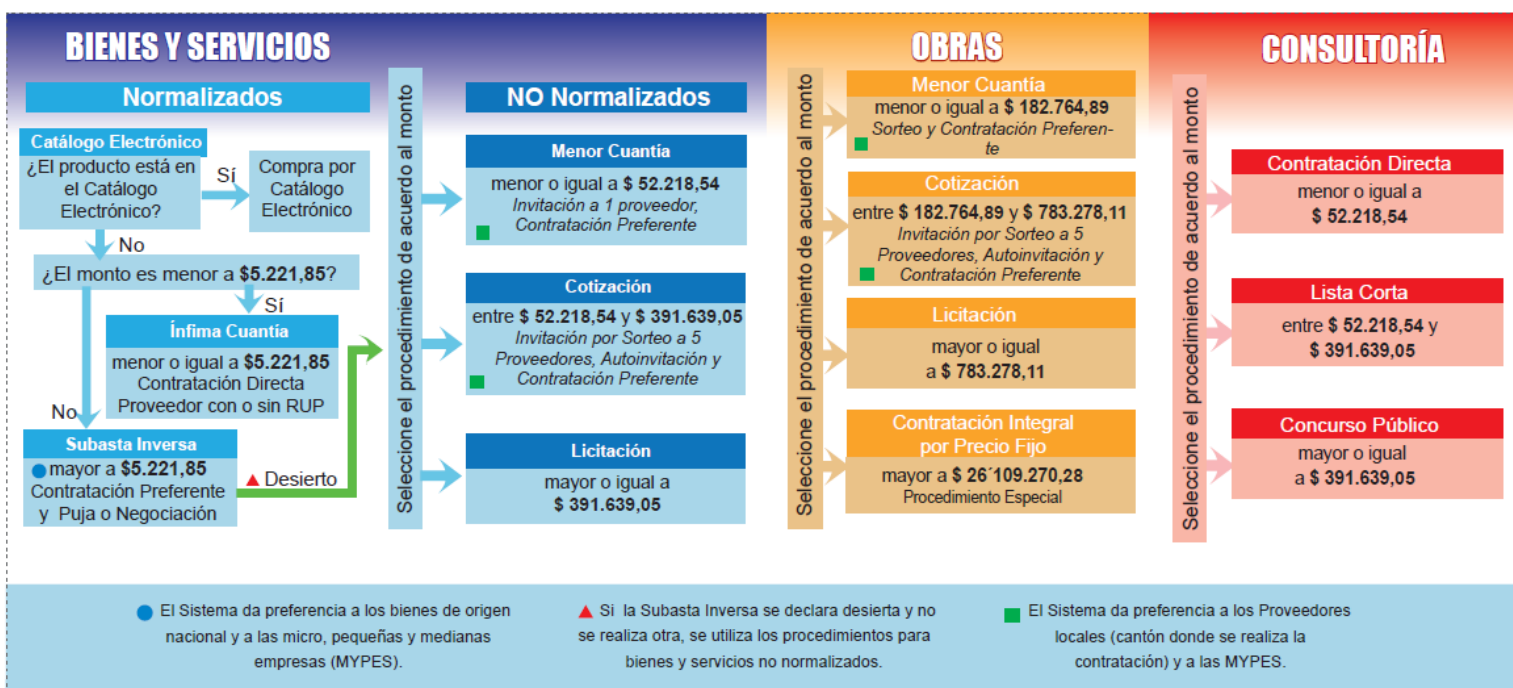 BIENES Y SERVICIOS
Normalizados
Catálogo Electrónico
¿El producto está en
el Catálogo
Electrónico?
Sí
Compra por
Catálogo
Electrónico
No
¿El monto es menor a $5.221,85?
Sí
Ínfima Cuantía
menor o igual a $5.221,85
Contratación Directa
Proveedor con o sin RUP
No
Subasta Inversa
mayor a $5.221,85
Contratación Preferente
y Puja o Negociación
Desierto
Seleccione el procedimiento de acuerdo al monto
NO Normalizados
Menor Cuantía
menor o igual a $ 52.218,54
Invitación a 1 proveedor,
Contratación Preferente
Cotización
entre $ 52.218,54 y $ 391.639,05
Invitación por Sorteo a 5
Proveedores, Autoinvitación y
Contratación Preferente
Licitación
mayor o igual a
$ 391.639,05
OBRAS
Seleccione el procedimiento de acuerdo al monto
Menor Cuantía
menor o igual a $ 182.764,89
Sorteo y Contratación Preferen-
te
Cotización
entre $ 182.764,89 y $ 783.278,11
Invitación por Sorteo a 5
Proveedores, Autoinvitación y
Contratación Preferente
Licitación
mayor o igual
a $ 783.278,11
Contratación Integral
por Precio Fijo
mayor a $ 26´109.270,28
Procedimiento Especial
CONSULTORÍA
Seleccione el procedimiento de acuerdo al monto
Contratación Directa
menor o igual a
$ 52.218,54
Lista Corta
entre $ 52.218,54 y
$ 391.639,05
Concurso Público
mayor o igual
a $ 391.639,05
El Sistema da preferencia a los bienes de origen
nacional y a las micro, pequeñas y medianas
empresas (MYPES).
Si la Subasta Inversa se declara desierta y no
se realiza otra, se utiliza los procedimientos para
bienes y servicios no normalizados.
El Sistema da preferencia a los Proveedores
locales (cantón donde se realiza la
contratación) y a las MYPES.